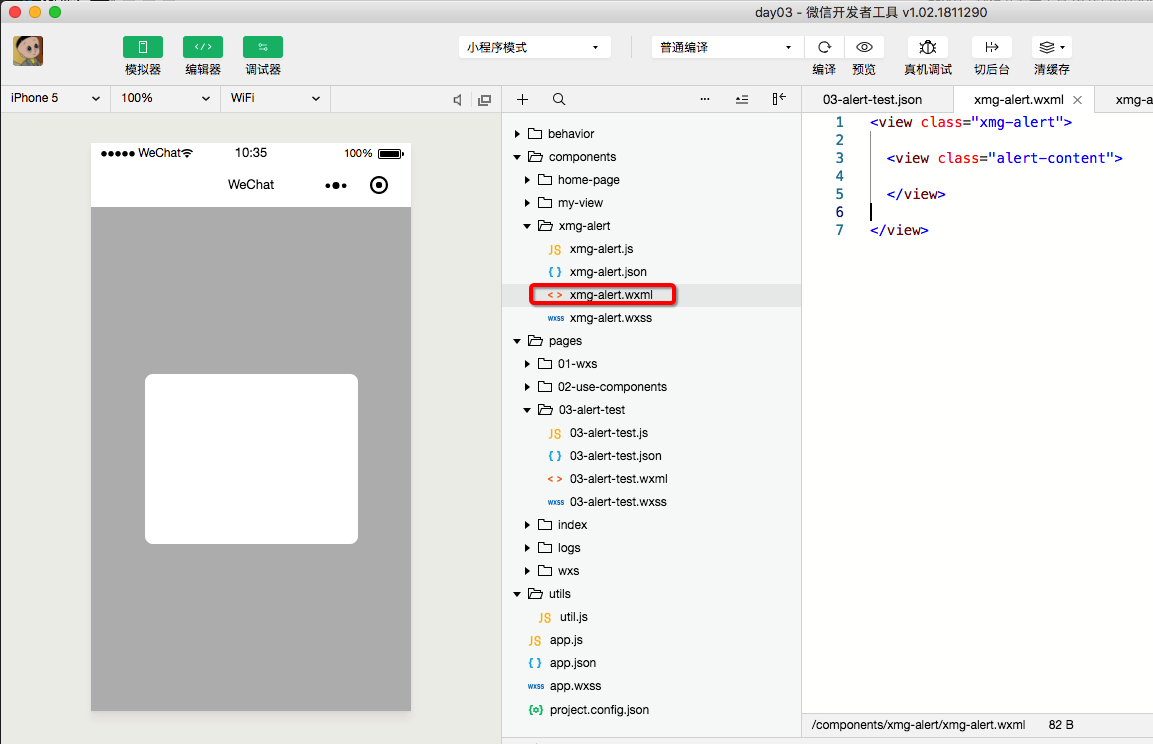 day03 - 微信开发者工具 v1.02.1811290
模拟器 编辑器 调试器 小程序模式 普通编译 编译 预览 真机调试 切后台 清缓存
iPhone 5 100% WiFi
WeChat 10:35 100%
WeChat
behavior
components
home-page
my-view
xmg-alert
JS xmg-alert.js
{ } xmg-alert.json
< > xmg-alert.wxml
wxss xmg-alert.wxss
pages
01-wxs
02-use-components
03-alert-test
JS 03-alert-test.js
{ } 03-alert-test.json
< > 03-alert-test.wxml
wxss 03-alert-test.wxss
index
logs
wxs
utils
JS util.js
JS app.js
{ } app.json
wxss app.wxss
project.config.json
03-alert-test.json xmg-alert.wxml xmg-a
1 <view class="xmg-alert">
2
3 <view class="alert-content">
4
5 </view>
6
7 </view>
/components/xmg-alert/xmg-alert.wxml 82 B